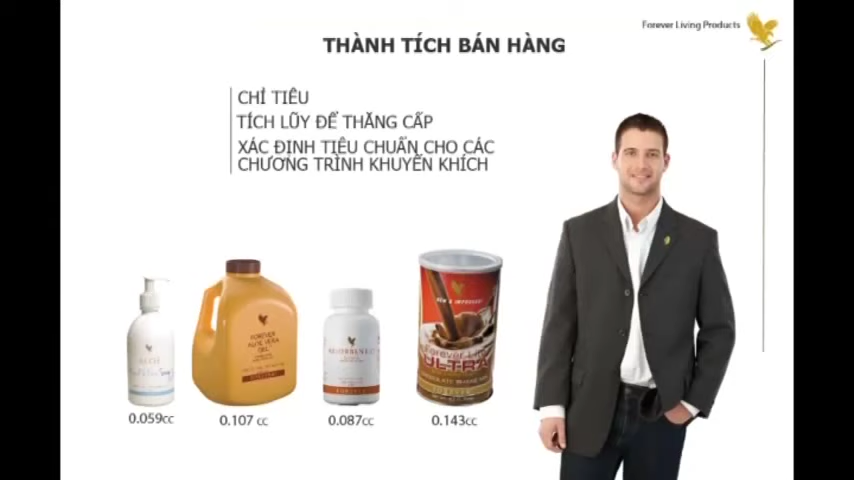 Forever Living Products
THÀNH TÍCH BÁN HÀNG
CHỈ TIÊU
TÍCH LŨY ĐỂ THĂNG CẤP
XÁC ĐỊNH TIÊU CHUẨN CHO CÁC
CHƯƠNG TRÌNH KHUYẾN KHÍCH
FOREVER
ALOE VERA
GEL
ULTRA
0.059CC
0.107 CC
0.087CC
0.143CC